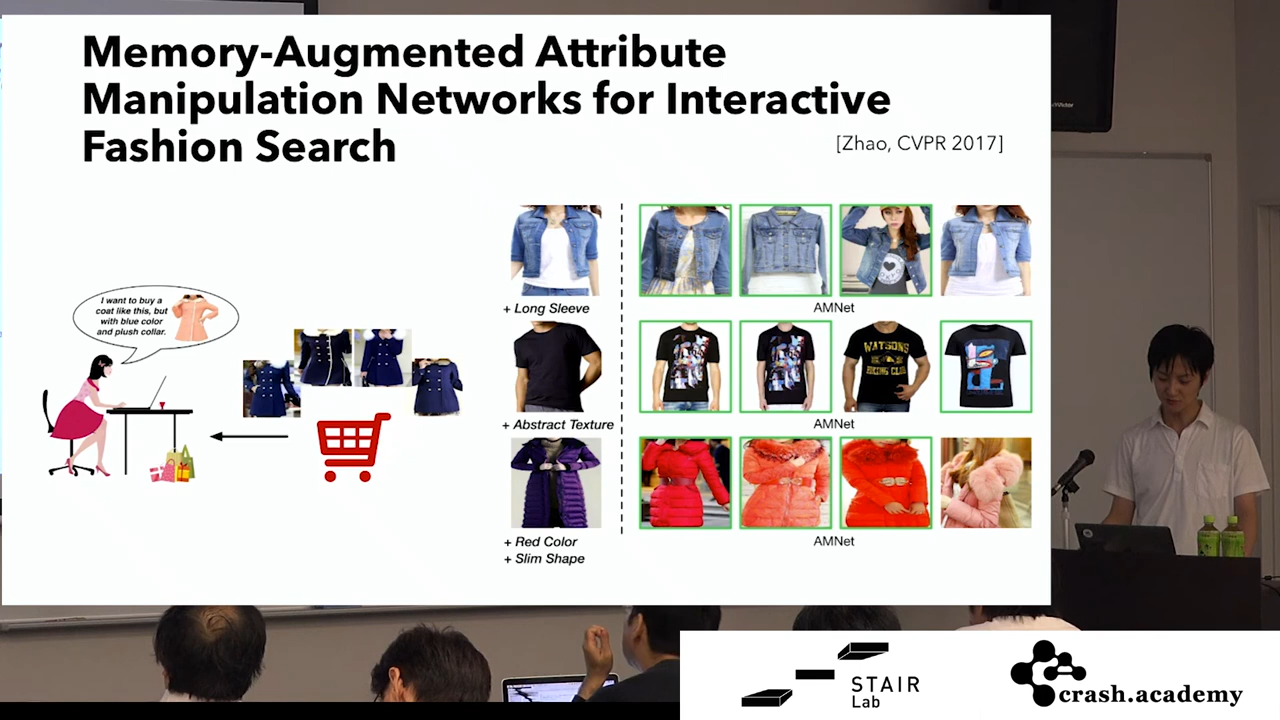 Memory-Augmented Attribute
Manipulation Networks for Interactive
Fashion Search
[Zhao, CVPR 2017]
I want to buy a
coat like this, but
with blue color
and plush collar.
+ Long Sleeve
AMNet
WATSONS
+ Abstract Texture
AMNet
+ Red Color
+ Slim Shape
AMNet
STAIR
Lab
crash.academy